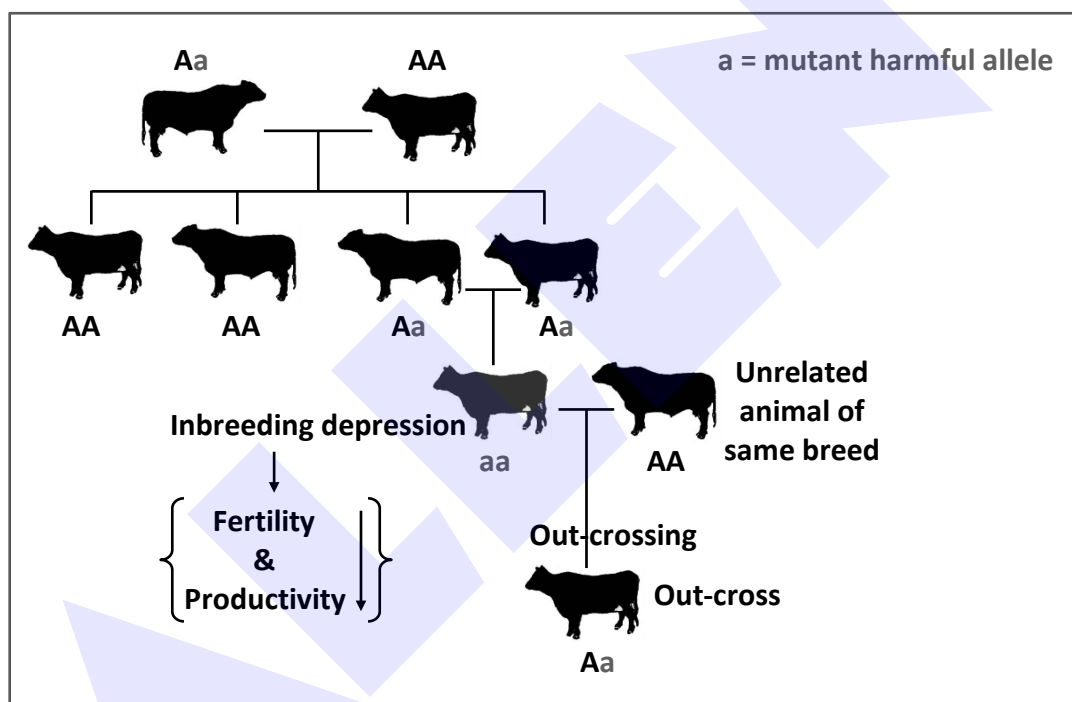 Aa
AA
a = mutant harmful allele
AA
AA
Aa
Aa
Inbreeding depression
aa
AA
Unrelated
animal of
same breed
Fertility
&
Productivity
Out-crossing
Out-cross
Aa
ALLEN